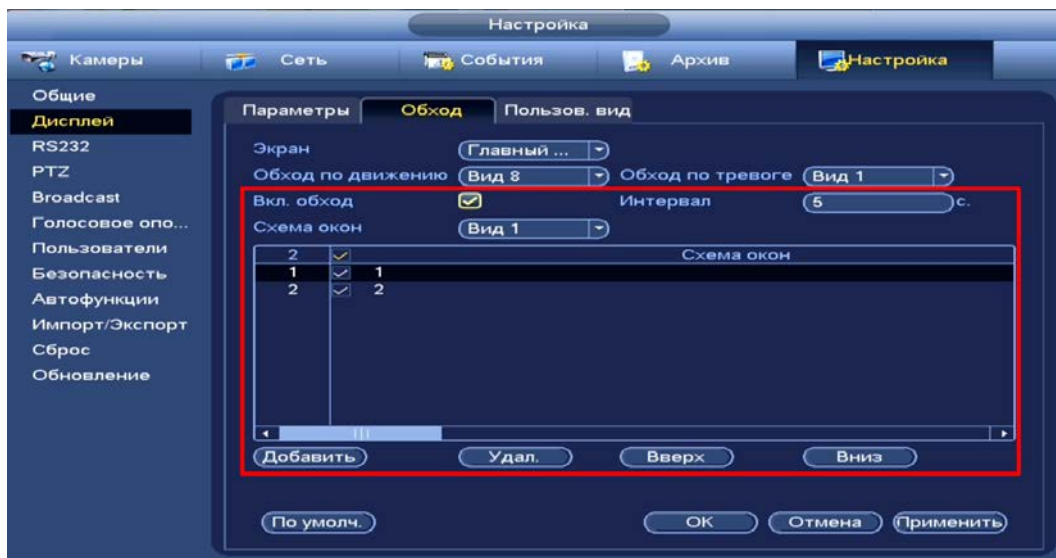 Настройка
Камеры Сеть События Архив Настройка
Общие
Дисплей
RS232
PTZ
Broadcast
Голосовое опо...
Пользователи
Безопасность
Автофункции
Импорт/Экспорт
Сброс
Обновление
Параметры Обход Пользов. вид
Экран Главный ...
Обход по движению Вид 8 Обход по тревоге Вид 1
Вкл. обход Интервал 5 с.
Схема окон Вид 1
2 Схема окон
1 1
2 2
Добавить Удал. Вверх Вниз
По умолч. OK Отмена Применить